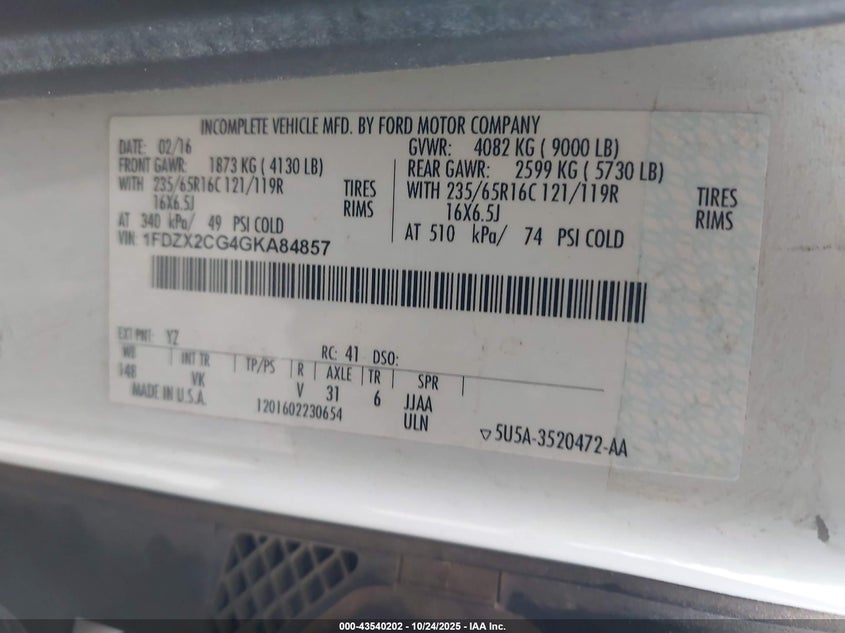 INCOMPLETE VEHICLE MFD. BY FORD MOTOR COMPANY
DATE: 02/16 GVWR: 4082 KG ( 9000 LB)
FRONT GAWR: 1873 KG ( 4130 LB) REAR GAWR: 2599 KG ( 5730 LB)
WITH 235/65R16C 121/119R TIRES WITH 235/65R16C 121/119R TIRES
16X6.5J RIMS 16X6.5J RIMS
AT 340 kPa/ 49 PSI COLD AT 510 kPa/ 74 PSI COLD
VIN: 1FDZX2CG4GKA84857
EXT PNT: YZ RC: 41 DSO:
WB INT TR TP/PS R AXLE TR SPR
148 VK V 31 6 JJAA
MADE IN U.S.A. 1201602230654 ULN
▽5U5A-3520472-AA
000-43540202 - 10/24/2025 - IAA Inc.